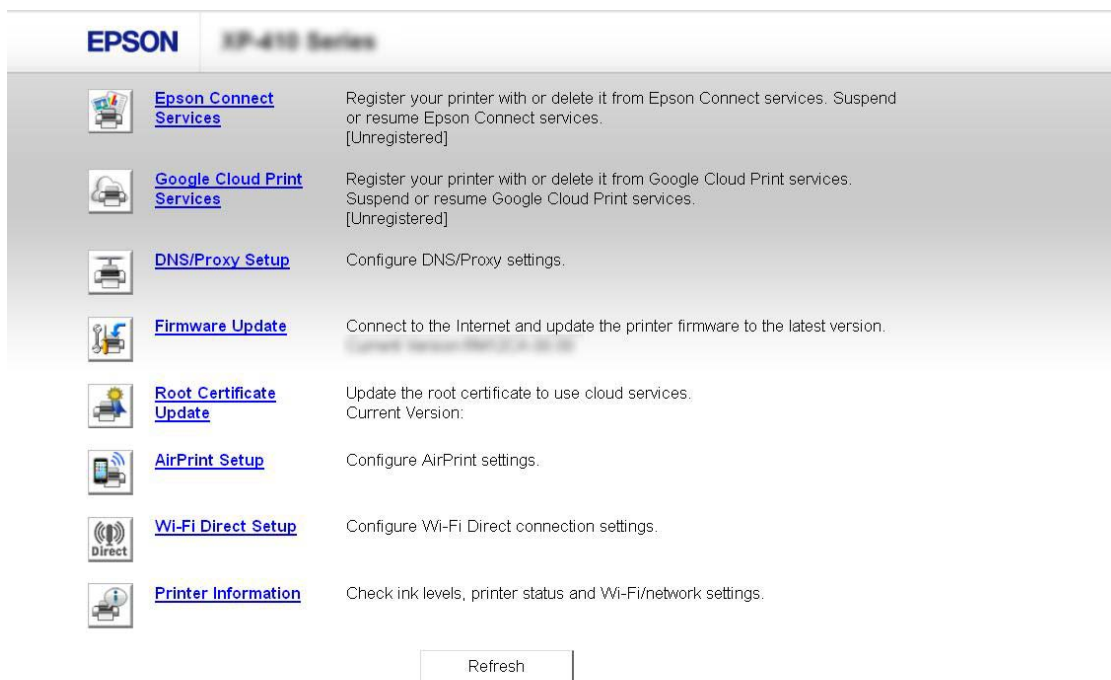 EPSON
Epson Connect Services
Register your printer with or delete it from Epson Connect services. Suspend
or resume Epson Connect services.
[Unregistered]
Google Cloud Print Services
Register your printer with or delete it from Google Cloud Print services.
Suspend or resume Google Cloud Print services.
[Unregistered]
DNS/Proxy Setup
Configure DNS/Proxy settings.
Firmware Update
Connect to the Internet and update the printer firmware to the latest version.
Root Certificate Update
Update the root certificate to use cloud services.
Current Version:
AirPrint Setup
Configure AirPrint settings.
Direct
Wi-Fi Direct Setup
Configure Wi-Fi Direct connection settings.
Printer Information
Check ink levels, printer status and Wi-Fi/network settings.
Refresh